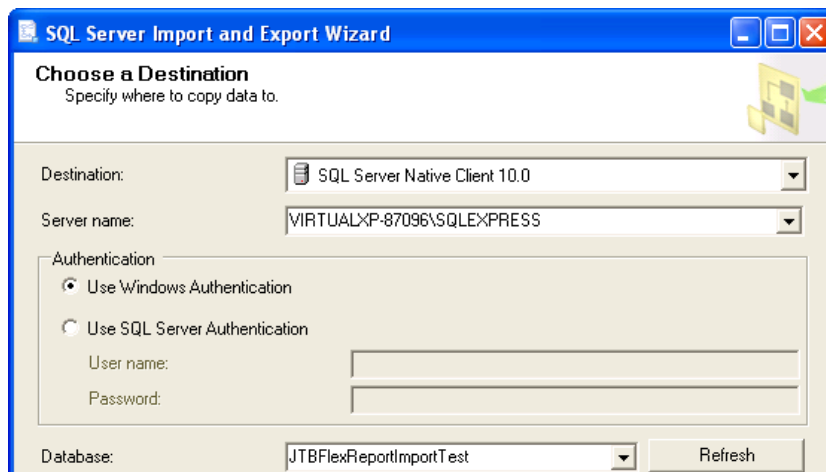 SQL Server Import and Export Wizard
Choose a Destination
Specify where to copy data to.
Destination: SQL Server Native Client 10.0
Server name: VIRTUALXP-87096\SQLEXPRESS
Authentication
Use Windows Authentication
Use SQL Server Authentication
User name:
Password:
Database: JTBFlexReportImportTest Refresh